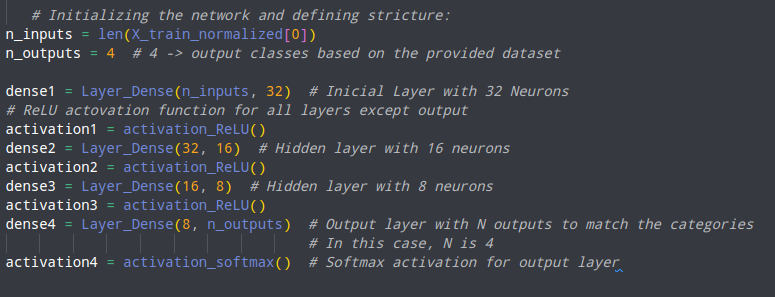 # Initializing the network and defining stricture:
n_inputs = len(X_train_normalized[0])
n_outputs = 4  # 4 -> output classes based on the provided dataset
dense1 = Layer_Dense(n_inputs, 32)  # Inicial Layer with 32 Neurons
# ReLU actovation function for all layers except output
activation1 = activation_ReLU()
dense2 = Layer_Dense(32, 16)  # Hidden layer with 16 neurons
activation2 = activation_ReLU()
dense3 = Layer_Dense(16, 8)  # Hidden layer with 8 neurons
activation3 = activation_ReLU()
dense4 = Layer_Dense(8, n_outputs)  # Output layer with N outputs to match the categories
# In this case, N is 4
activation4 = activation_softmax()  # Softmax activation for output layer